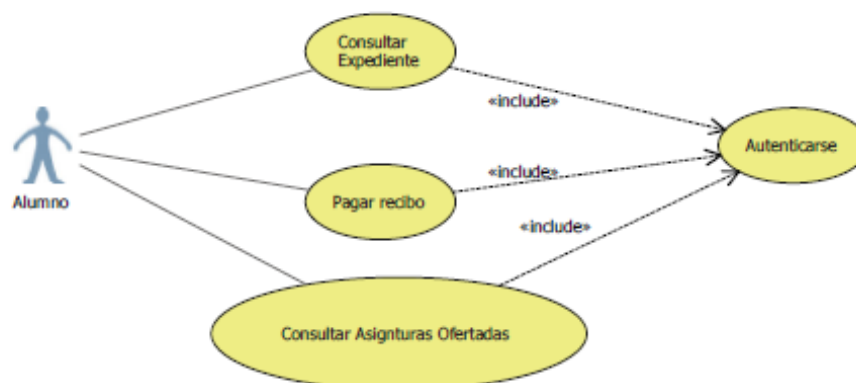 Consultar
Expediente
«include»
Autenticarse
«include»
Alumno
Pagar recibo
«include»
Consultar Asignturas Ofertadas